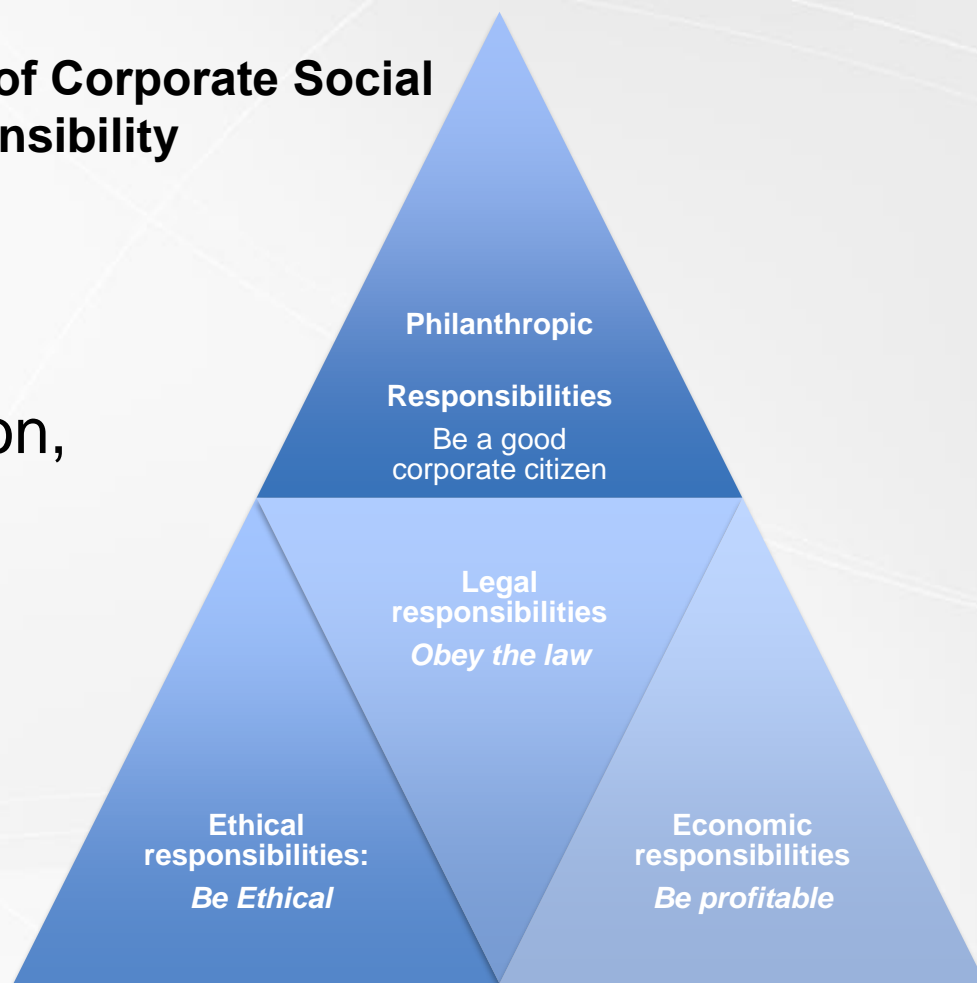 of Corporate Social
nsibility
on,
Philanthropic
Responsibilities
Be a good
corporate citizen
Legal
responsibilities
Obey the law
Ethical
responsibilities:
Be Ethical
Economic
responsibilities
Be profitable